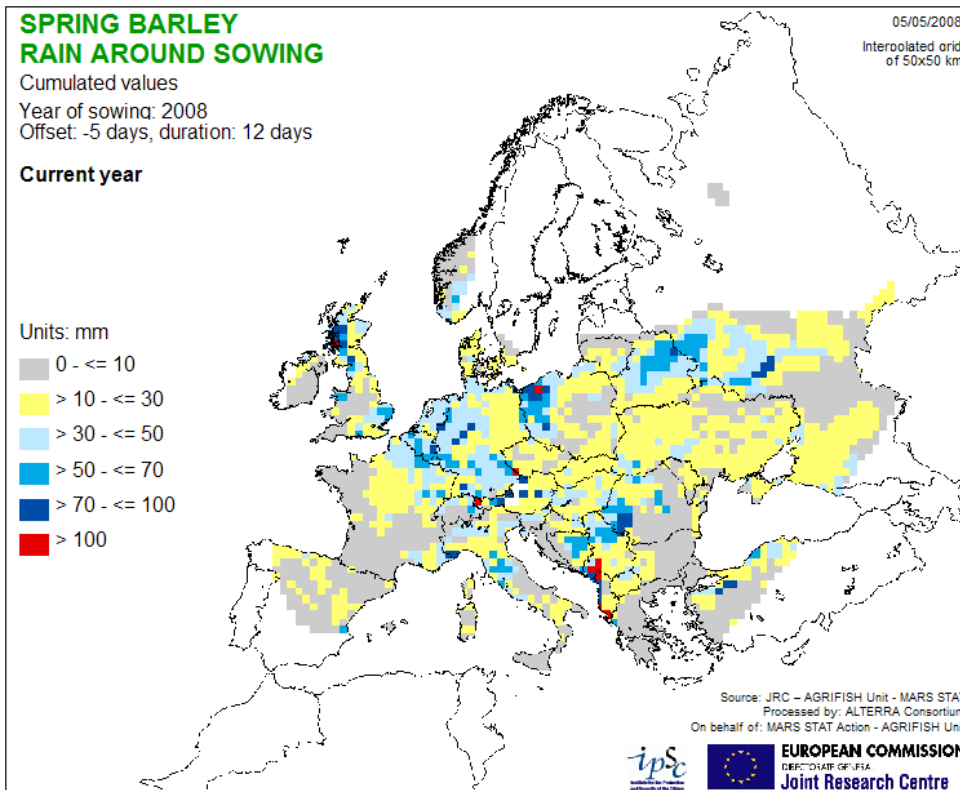 SPRING BARLEY
RAIN AROUND SOWING
Cumulated values
Year of sowing: 2008
Offset: -5 days, duration: 12 days
Current year
05/05/2008
Interpolated grid
of 50x50 km
Units: mm
0 - <= 10
> 10 - <= 30
> 30 - <= 50
> 50 - <= 70
> 70 - <= 100
> 100
Source: JRC – AGRIFISH Unit - MARS STAT
Processed by: ALTERRA Consortium
On behalf of: MARS STAT Action - AGRIFISH Uni
ipSc
EUROPEAN COMMISSION
DIRECTORATE GENERAL
Joint Research Centre